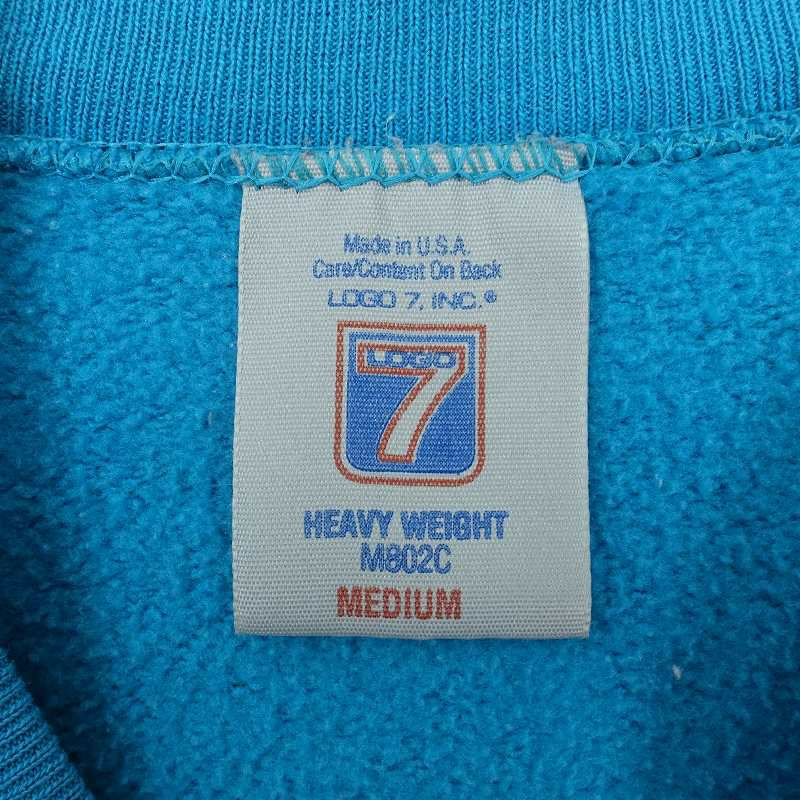 Made in U.S.A.
Care/Content On Back
LOGO 7, INC.®
LOGO
7
HEAVY WEIGHT
M802C
MEDIUM